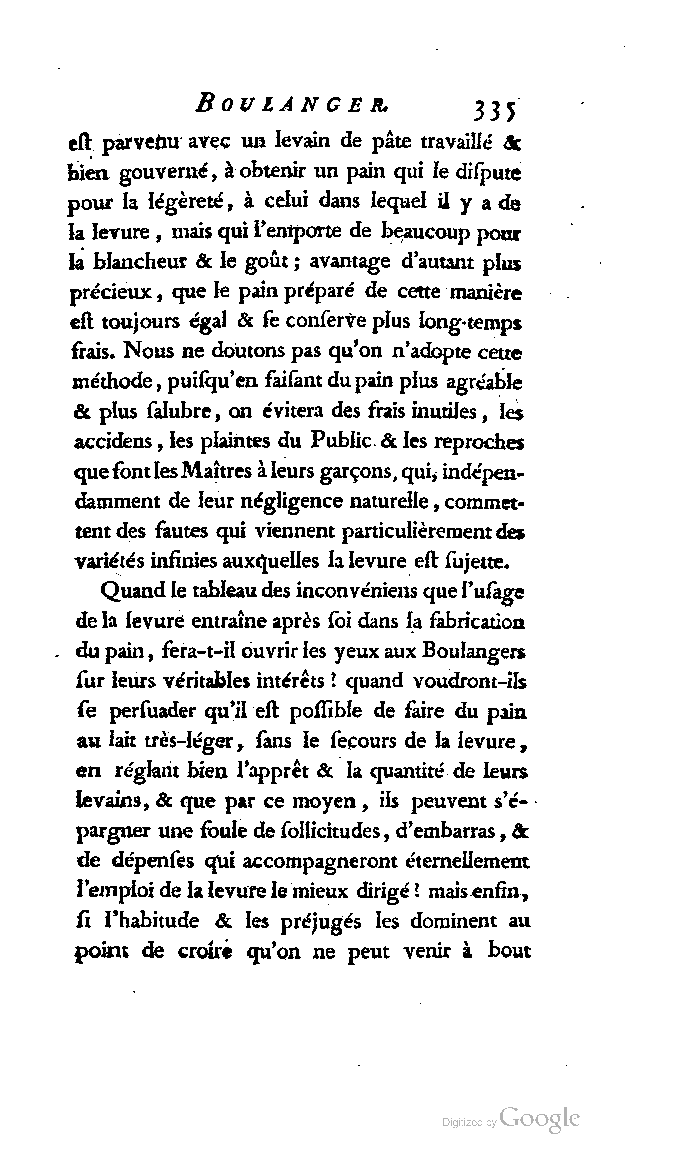 BOULANGER. 335
eſt parvenu avec un levain de pâte travaillé &
bien gouverné, à obtenir un pain qui le diſpute
pour la légèreté, à celui dans lequel il y a de
la levure, mais qui l'emporte de beaucoup pour
la blancheur & le goût; avantage d'autant plus
précieux, que le pain préparé de cette manière
eſt toujours égal & ſe conſerve plus long-temps
frais. Nous ne doutons pas qu'on n'adopte cette
méthode, puiſqu'en faiſant du pain plus agréable
& plus ſalubre, on évitera des frais inutiles, les
accidens, les plaintes du Public & les reproches
que font les Maîtres à leurs garçons, qui, indépen-
damment de leur négligence naturelle, commet-
tent des fautes qui viennent particulièrement des
variétés infinies auxquelles la levure eſt ſujette.
Quand le tableau des inconvéniens que l'uſage
de la levure entraîne après ſoi dans la fabrication
du pain, fera-t-il ouvrir les yeux aux Boulangers
ſur leurs véritables intérêts! quand voudront-ils
ſe perſuader qu'il eſt poſſible de faire du pain
au lait très-léger, ſans le ſecours de la levure,
en réglant bien l'apprêt & la quantité de leurs
levains, & que par ce moyen, ils peuvent s'é-
pargner une foule de ſollicitudes, d'embarras, &
de dépenſes qui accompagneront éternellement
l'emploi de la levure le mieux dirigé! mais enfin,
ſi l'habitude & les préjugés les dominent au
point de croire qu'on ne peut venir à bout
Digitized by Google